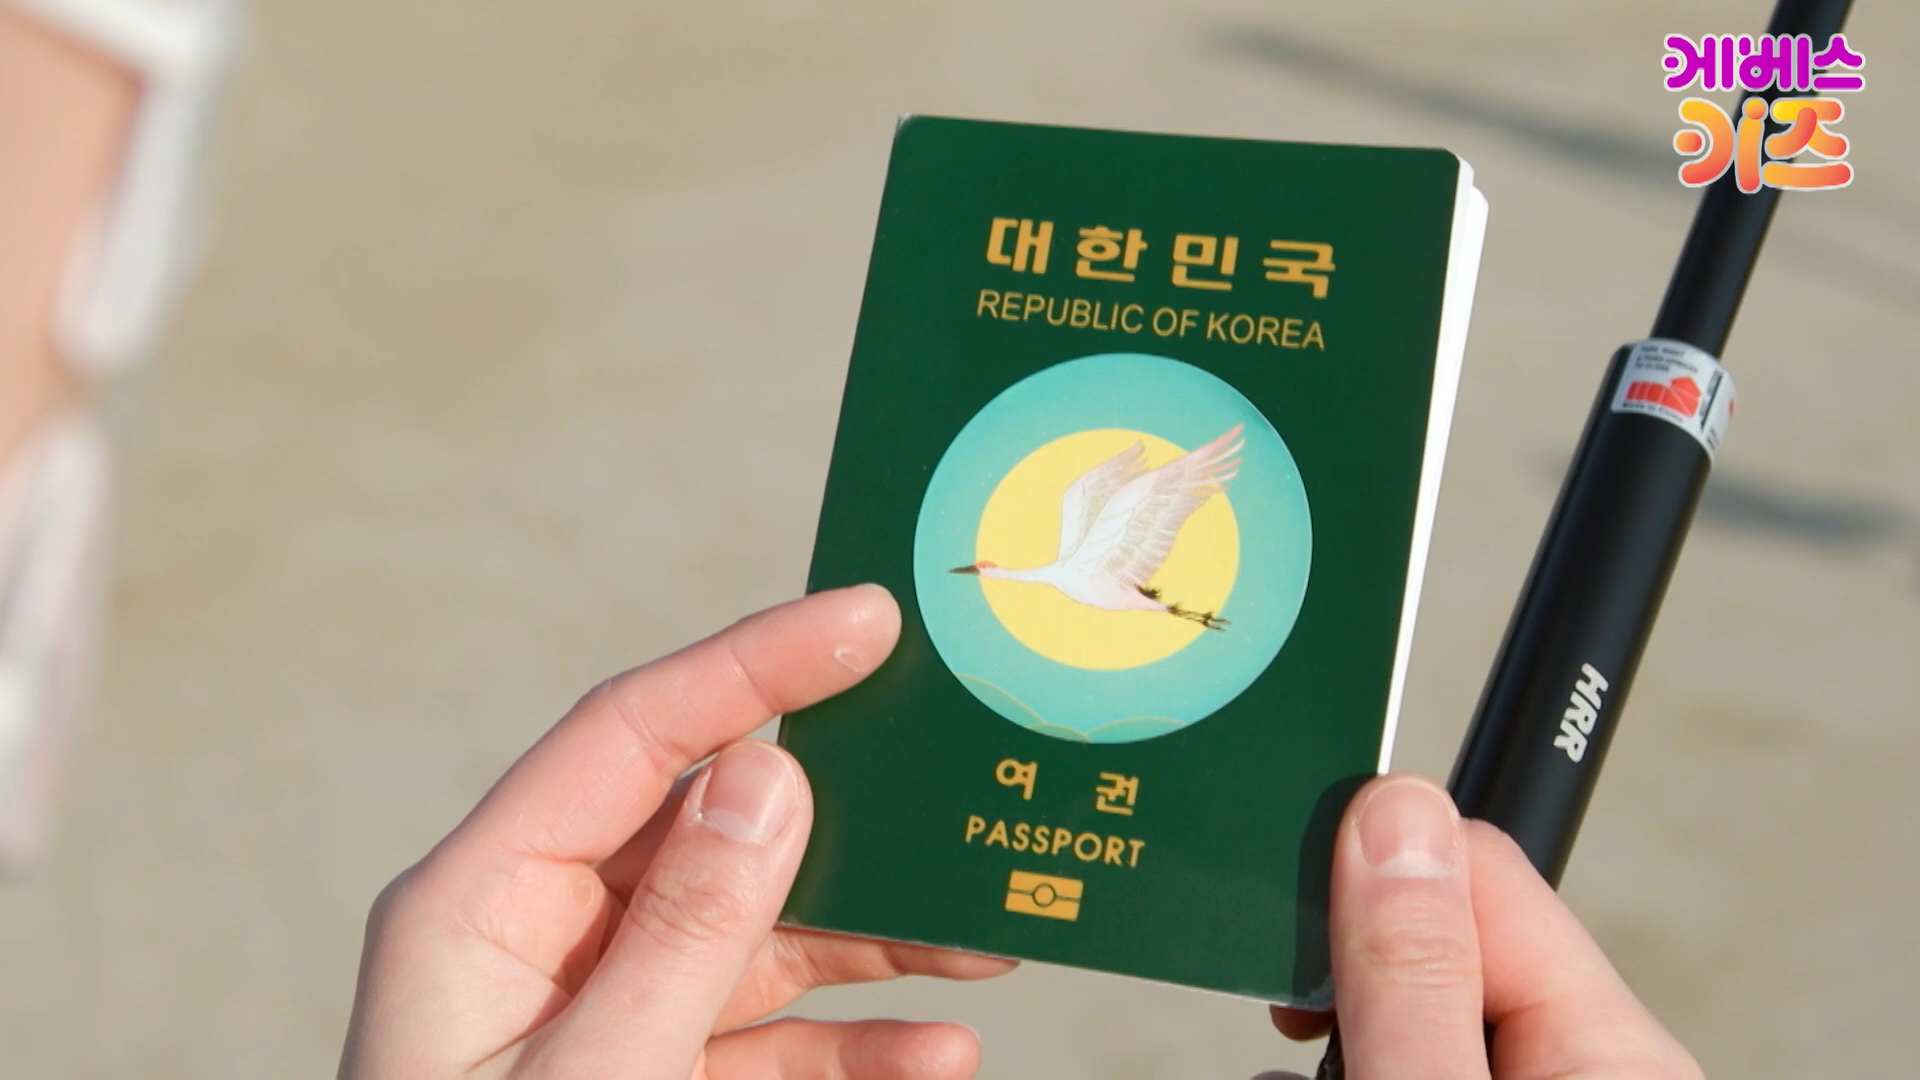 케베스
키즈
대한민국
REPUBLIC OF KOREA
여 권
PASSPORT
HRR